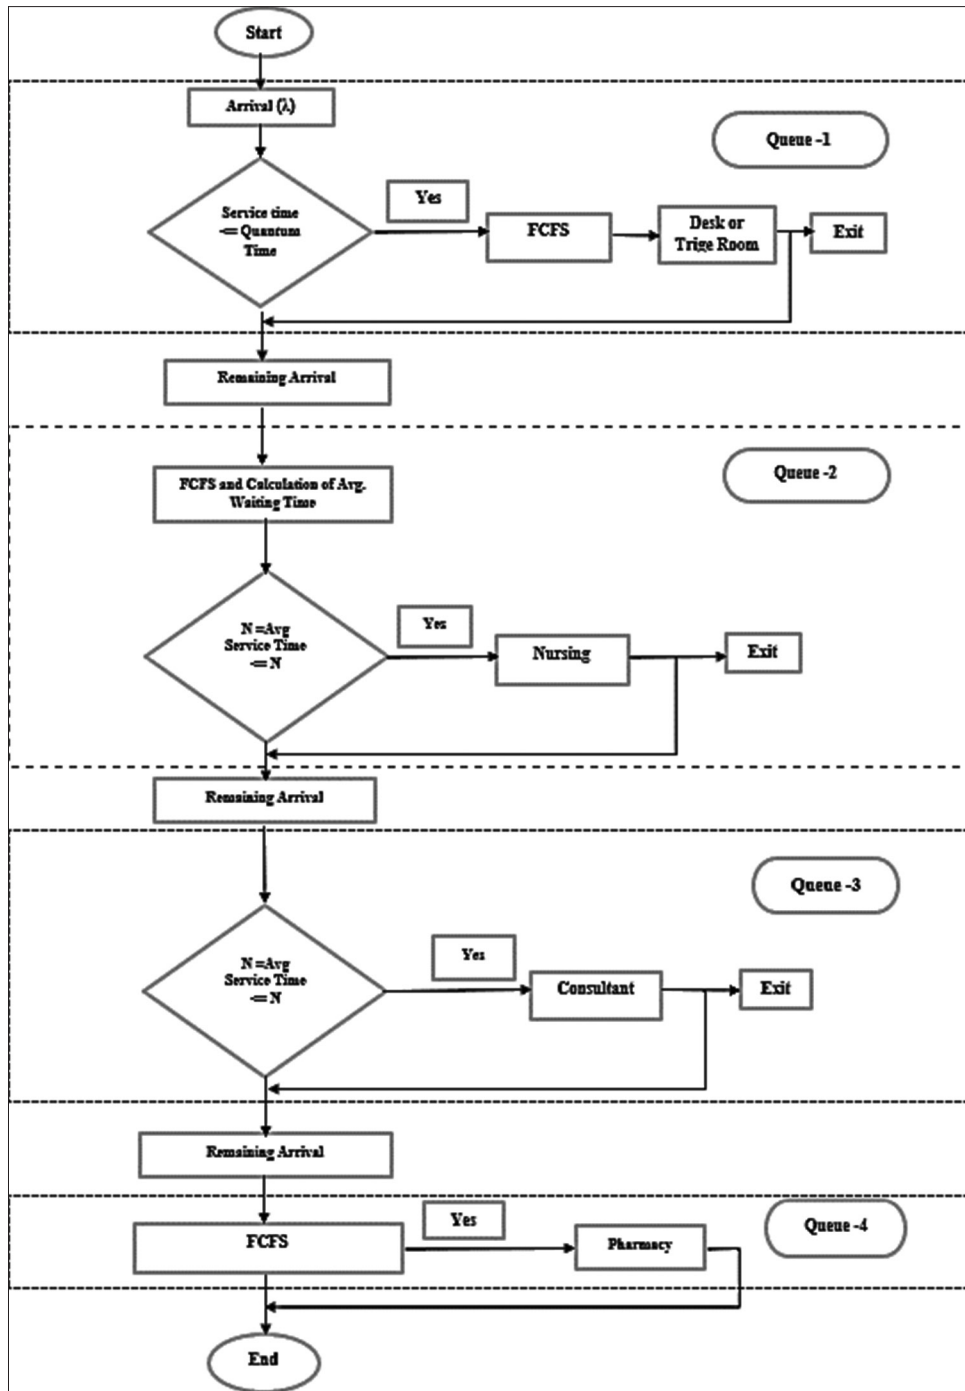 Start
Arrival (λ)
Queue -1
Yes
Service time
<= Quantum
Time
FCFS
Desk or
Trige Room
Exit
Remaining Arrival
Queue -2
FCFS and Calculation of Avg.
Waiting Time
N =Avg
Service Time
<= N
Yes
Nursing
Exit
Remaining Arrival
Queue -3
N =Avg
Service Time
<= N
Yes
Consultant
Exit
Remaining Arrival
Queue -4
Yes
FCFS
Pharmacy
End